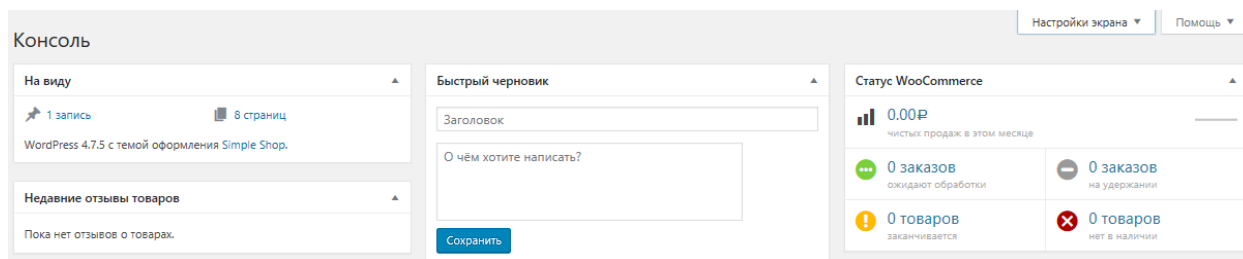 Настройки экрана
Помощь
Консоль
На виду
1 запись
8 страниц
WordPress 4.7.5 с темой оформления Simple Shop.
Недавние отзывы товаров
Пока нет отзывов о товарах.
Быстрый черновик
Заголовок
О чём хотите написать?
Сохранить
Статус WooCommerce
0.00₽
чистых продаж в этом месяце
0 заказов
ожидают обработки
0 заказов
на удержании
0 товаров
заканчивается
0 товаров
нет в наличии